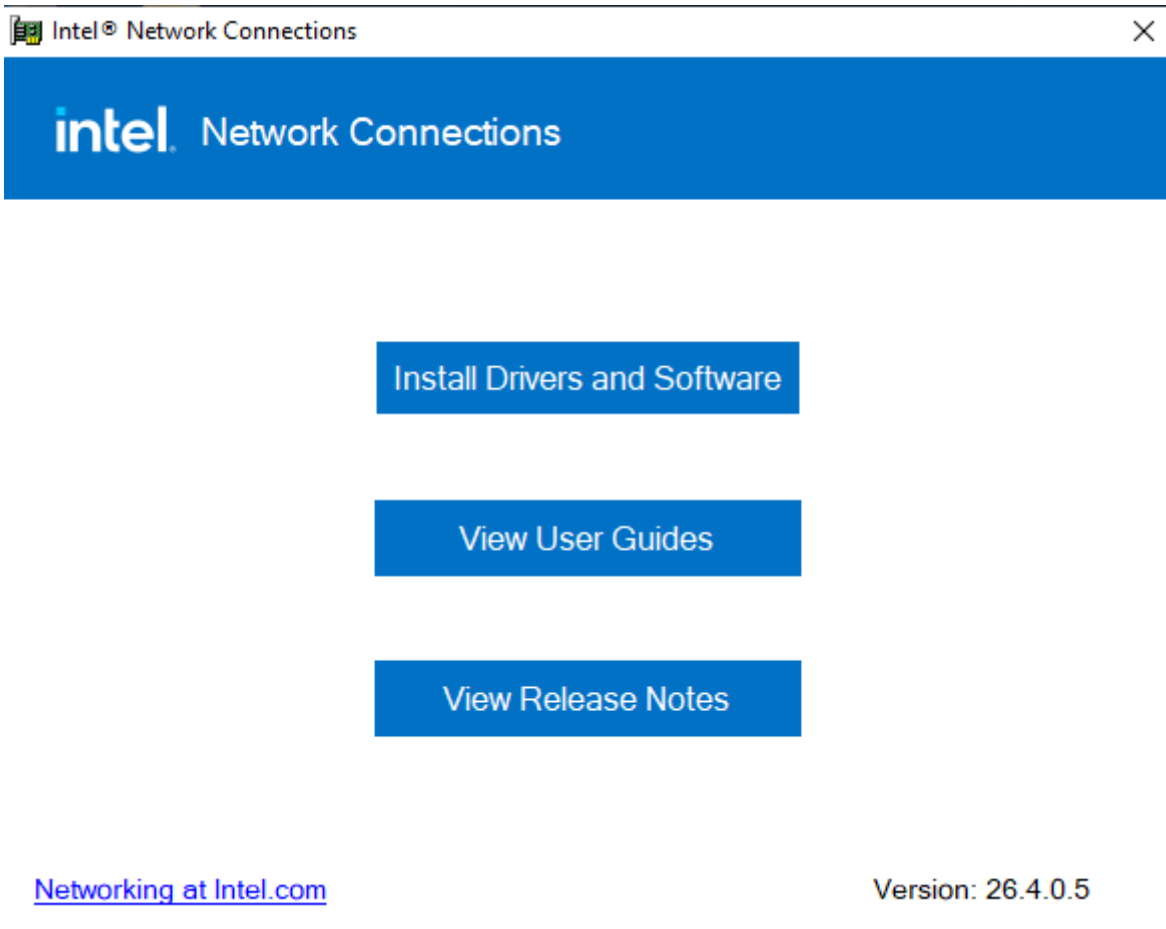 Intel® Network Connections
intel. Network Connections
Install Drivers and Software
View User Guides
View Release Notes
Networking at Intel.com
Version: 26.4.0.5